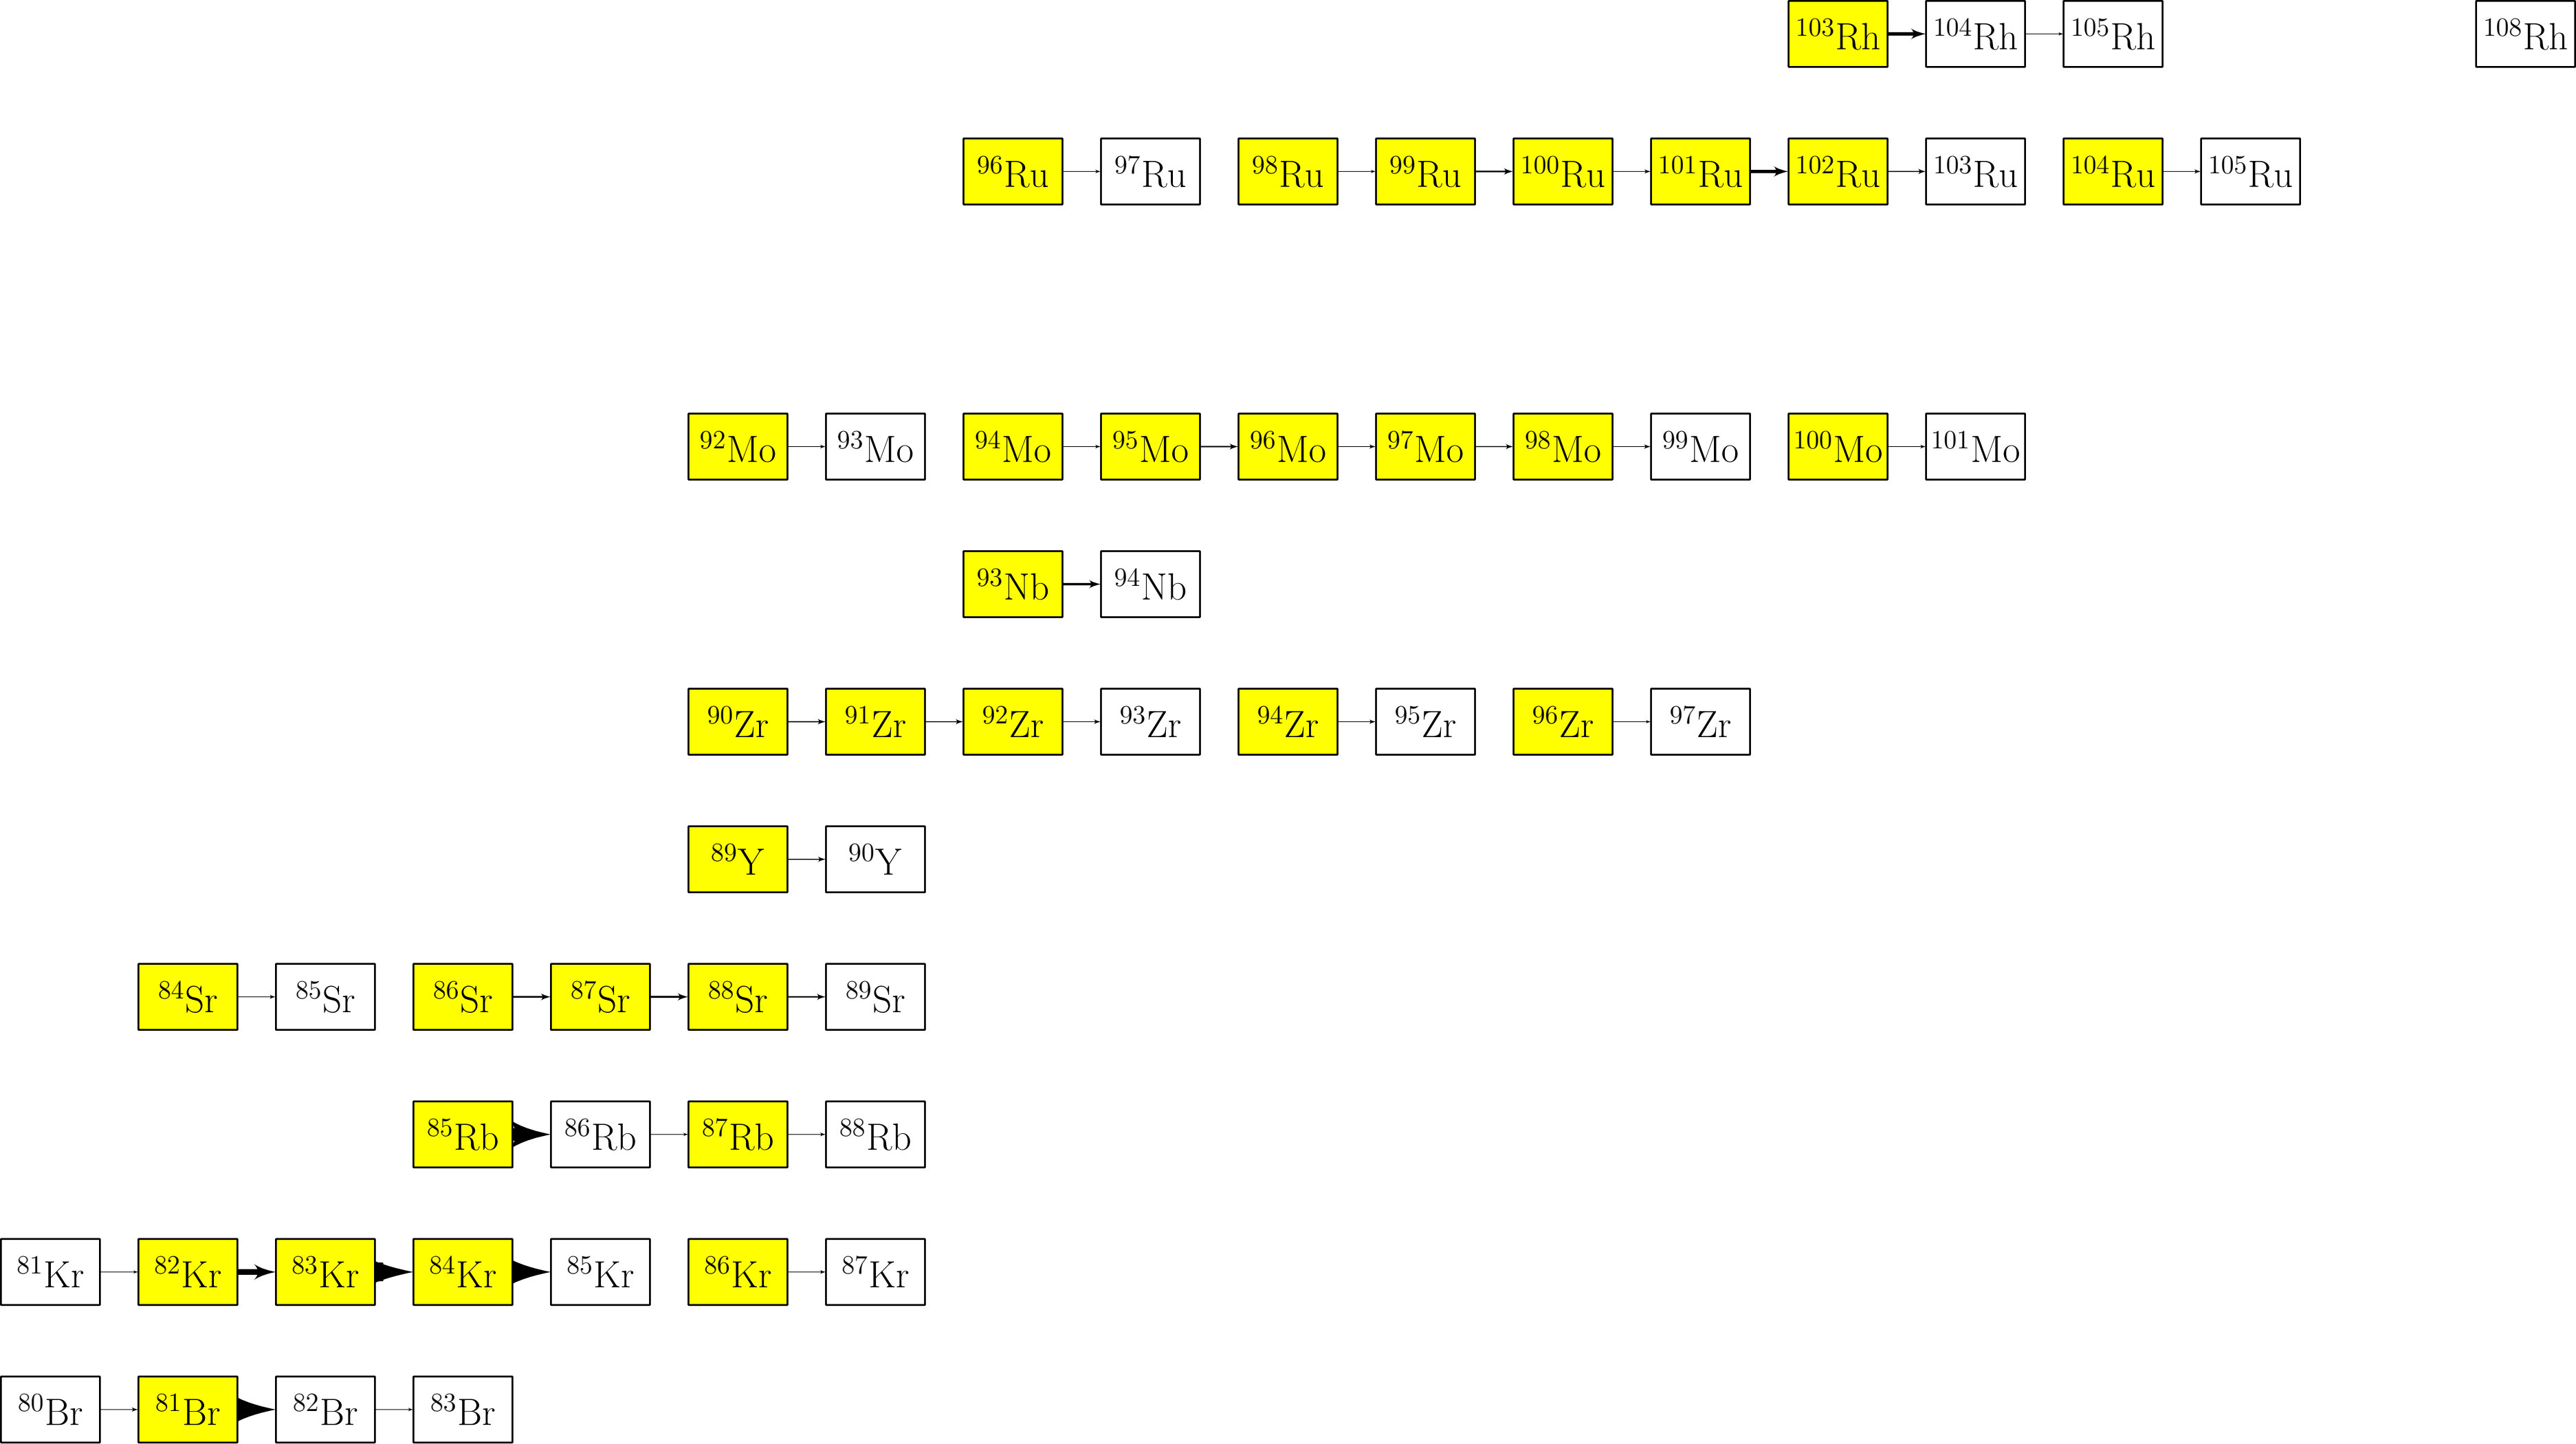 ¹⁰³Rh ¹⁰⁴Rh ¹⁰⁵Rh ¹⁰⁸Rh
⁹⁶Ru ⁹⁷Ru ⁹⁸Ru ⁹⁹Ru ¹⁰⁰Ru ¹⁰¹Ru ¹⁰²Ru ¹⁰³Ru ¹⁰⁴Ru ¹⁰⁵Ru
⁹²Mo ⁹³Mo ⁹⁴Mo ⁹⁵Mo ⁹⁶Mo ⁹⁷Mo ⁹⁸Mo ⁹⁹Mo ¹⁰⁰Mo ¹⁰¹Mo
⁹³Nb ⁹⁴Nb
⁹⁰Zr ⁹¹Zr ⁹²Zr ⁹³Zr ⁹⁴Zr ⁹⁵Zr ⁹⁶Zr ⁹⁷Zr
⁸⁹Y ⁹⁰Y
⁸⁴Sr ⁸⁵Sr ⁸⁶Sr ⁸⁷Sr ⁸⁸Sr ⁸⁹Sr
⁸⁵Rb ⁸⁶Rb ⁸⁷Rb ⁸⁸Rb
⁸¹Kr ⁸²Kr ⁸³Kr ⁸⁴Kr ⁸⁵Kr ⁸⁶Kr ⁸⁷Kr
⁸⁰Br ⁸¹Br ⁸²Br ⁸³Br